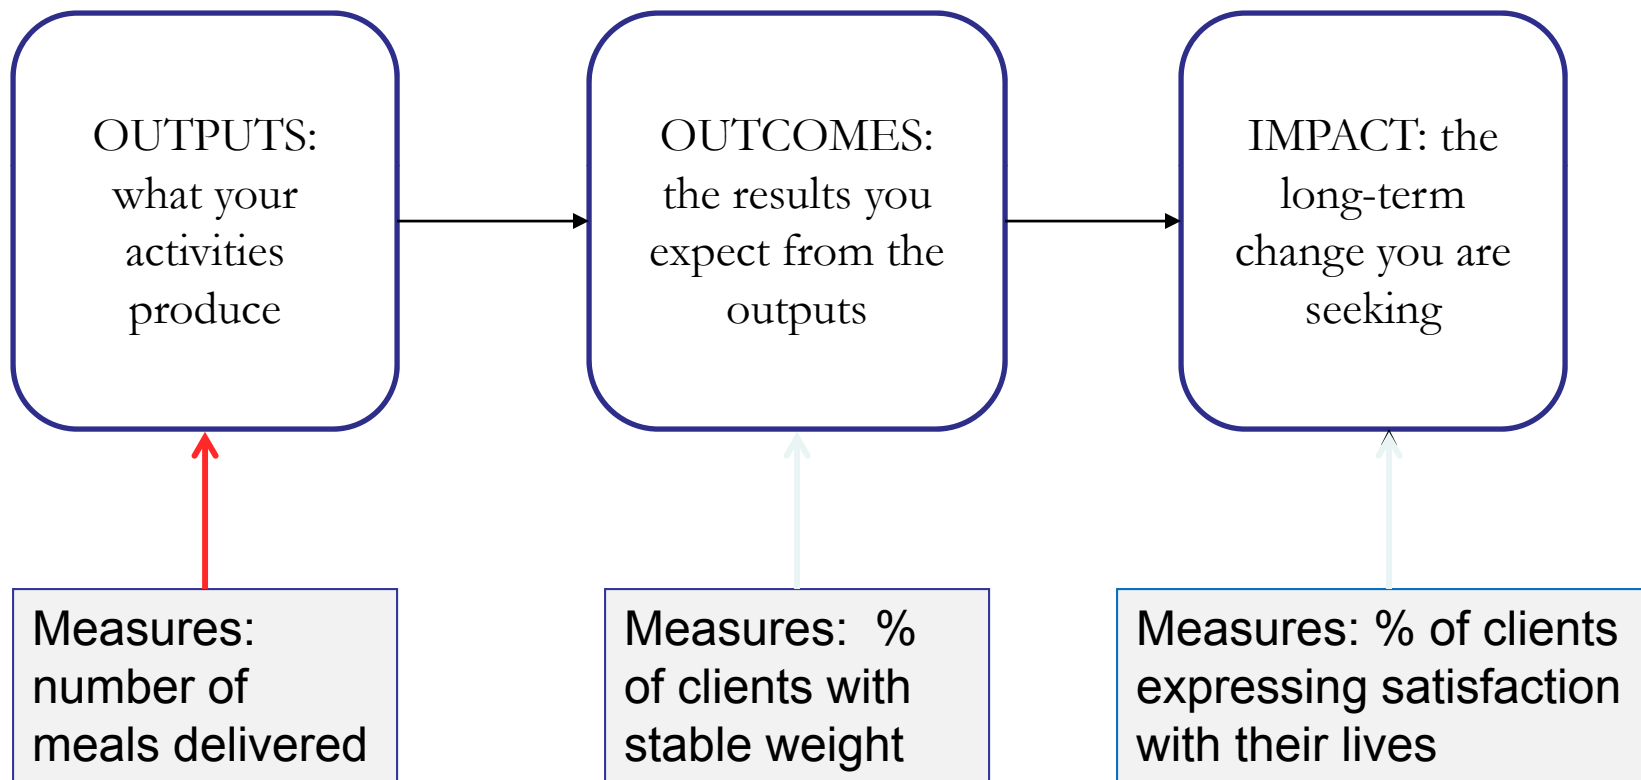 OUTPUTS:
what your
activities
produce
OUTCOMES:
the results you
expect from the
outputs
IMPACT: the
long-term
change you are
seeking
Measures:
number of
meals delivered
Measures:  %
of clients with
stable weight
Measures: % of clients
expressing satisfaction
with their lives